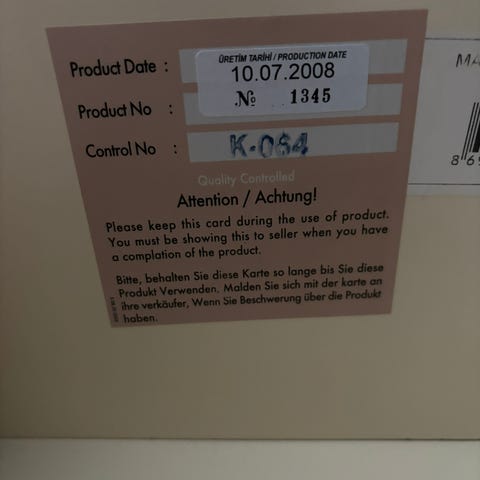 Product Date :
ÜRETİM TARİHİ / PRODUCTION DATE
10.07.2008
Product No :
№ 1345
Control No :
K-064
Quality Controlled
Attention / Achtung!
Please keep this card during the use of product.
You must be showing this to seller when you have
a complation of the product.
Bitte, behalten Sie diese Karte so lange bis Sie diese
Produkt Verwenden. Malden Sie sich mit der karte an
ihre verkäufer, Wenn Sie Beschwerung über die Produkt
haben.
MA
8 69